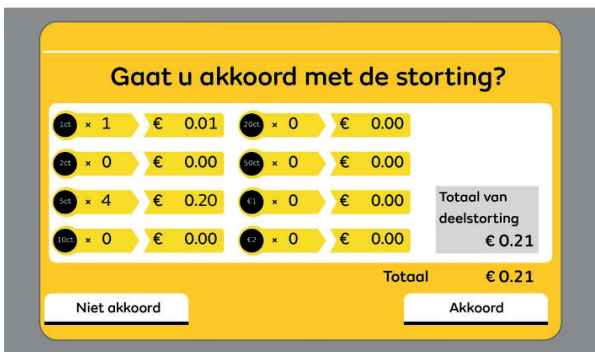 Gaat u akkoord met de storting?
1ct × 1 € 0.01 20ct × 0 € 0.00
2ct × 0 € 0.00 50ct × 0 € 0.00
5ct × 4 € 0.20 €1 × 0 € 0.00
10ct × 0 € 0.00 €2 × 0 € 0.00
Totaal van
deelstorting
€ 0.21
Totaal € 0.21
Niet akkoord Akkoord